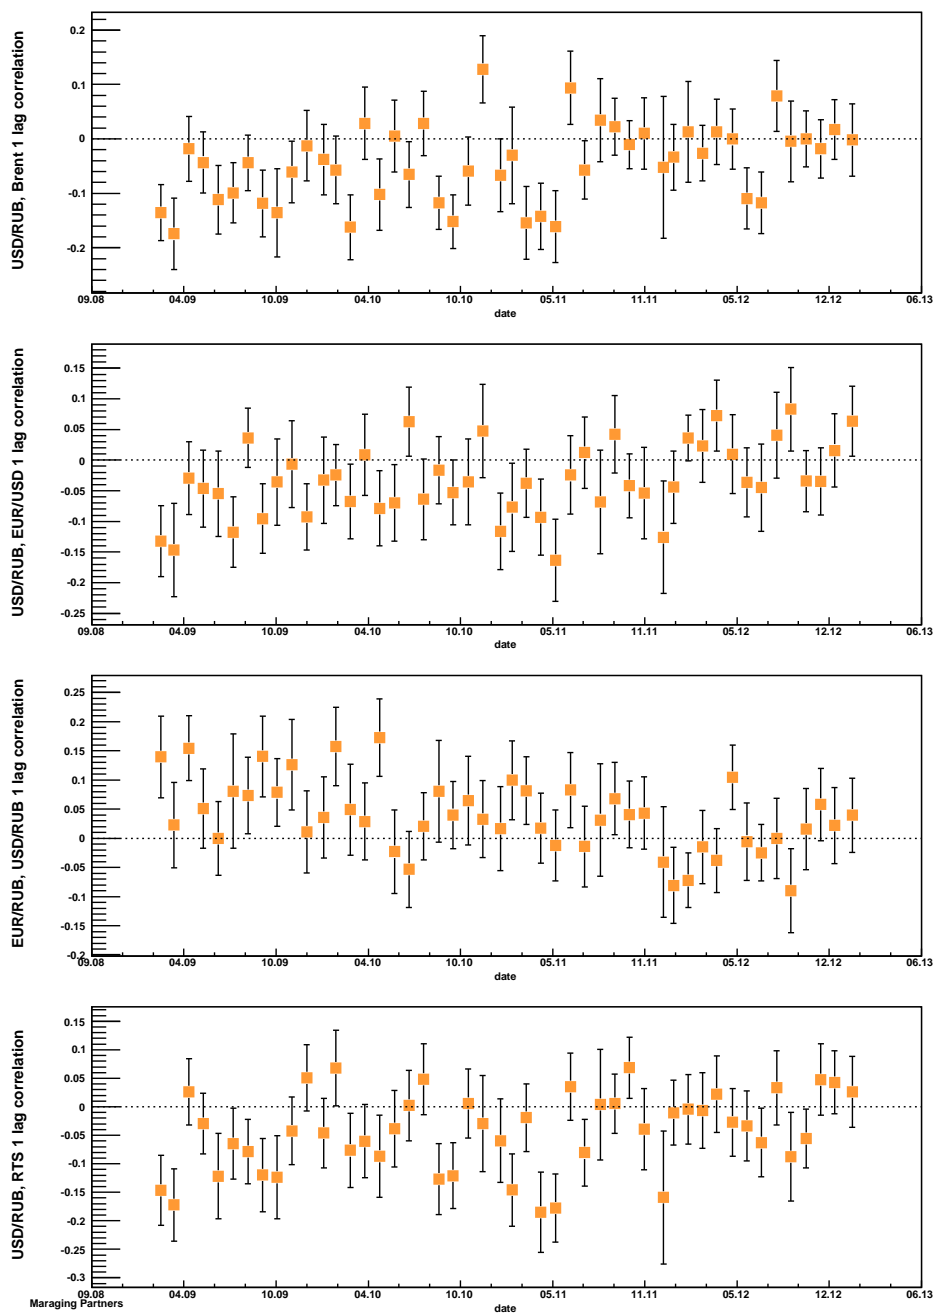 USD/RUB, Brent 1 lag correlation
0.2
0.1
0
-0.1
-0.2
09.08 04.09 10.09 04.10 10.10 05.11 11.11 05.12 12.12 06.13
date
USD/RUB, EUR/USD 1 lag correlation
0.15
0.1
0.05
0
-0.05
-0.1
-0.15
-0.2
-0.25
09.08 04.09 10.09 04.10 10.10 05.11 11.11 05.12 12.12 06.13
date
EUR/RUB, USD/RUB 1 lag correlation
0.25
0.2
0.15
0.1
0.05
0
-0.05
-0.1
-0.15
-0.2
09.08 04.09 10.09 04.10 10.10 05.11 11.11 05.12 12.12 06.13
date
USD/RUB, RTS 1 lag correlation
0.15
0.1
0.05
0
-0.05
-0.1
-0.15
-0.2
-0.25
-0.3
09.08 04.09 10.09 04.10 10.10 05.11 11.11 05.12 12.12 06.13
date
Maraging Partners